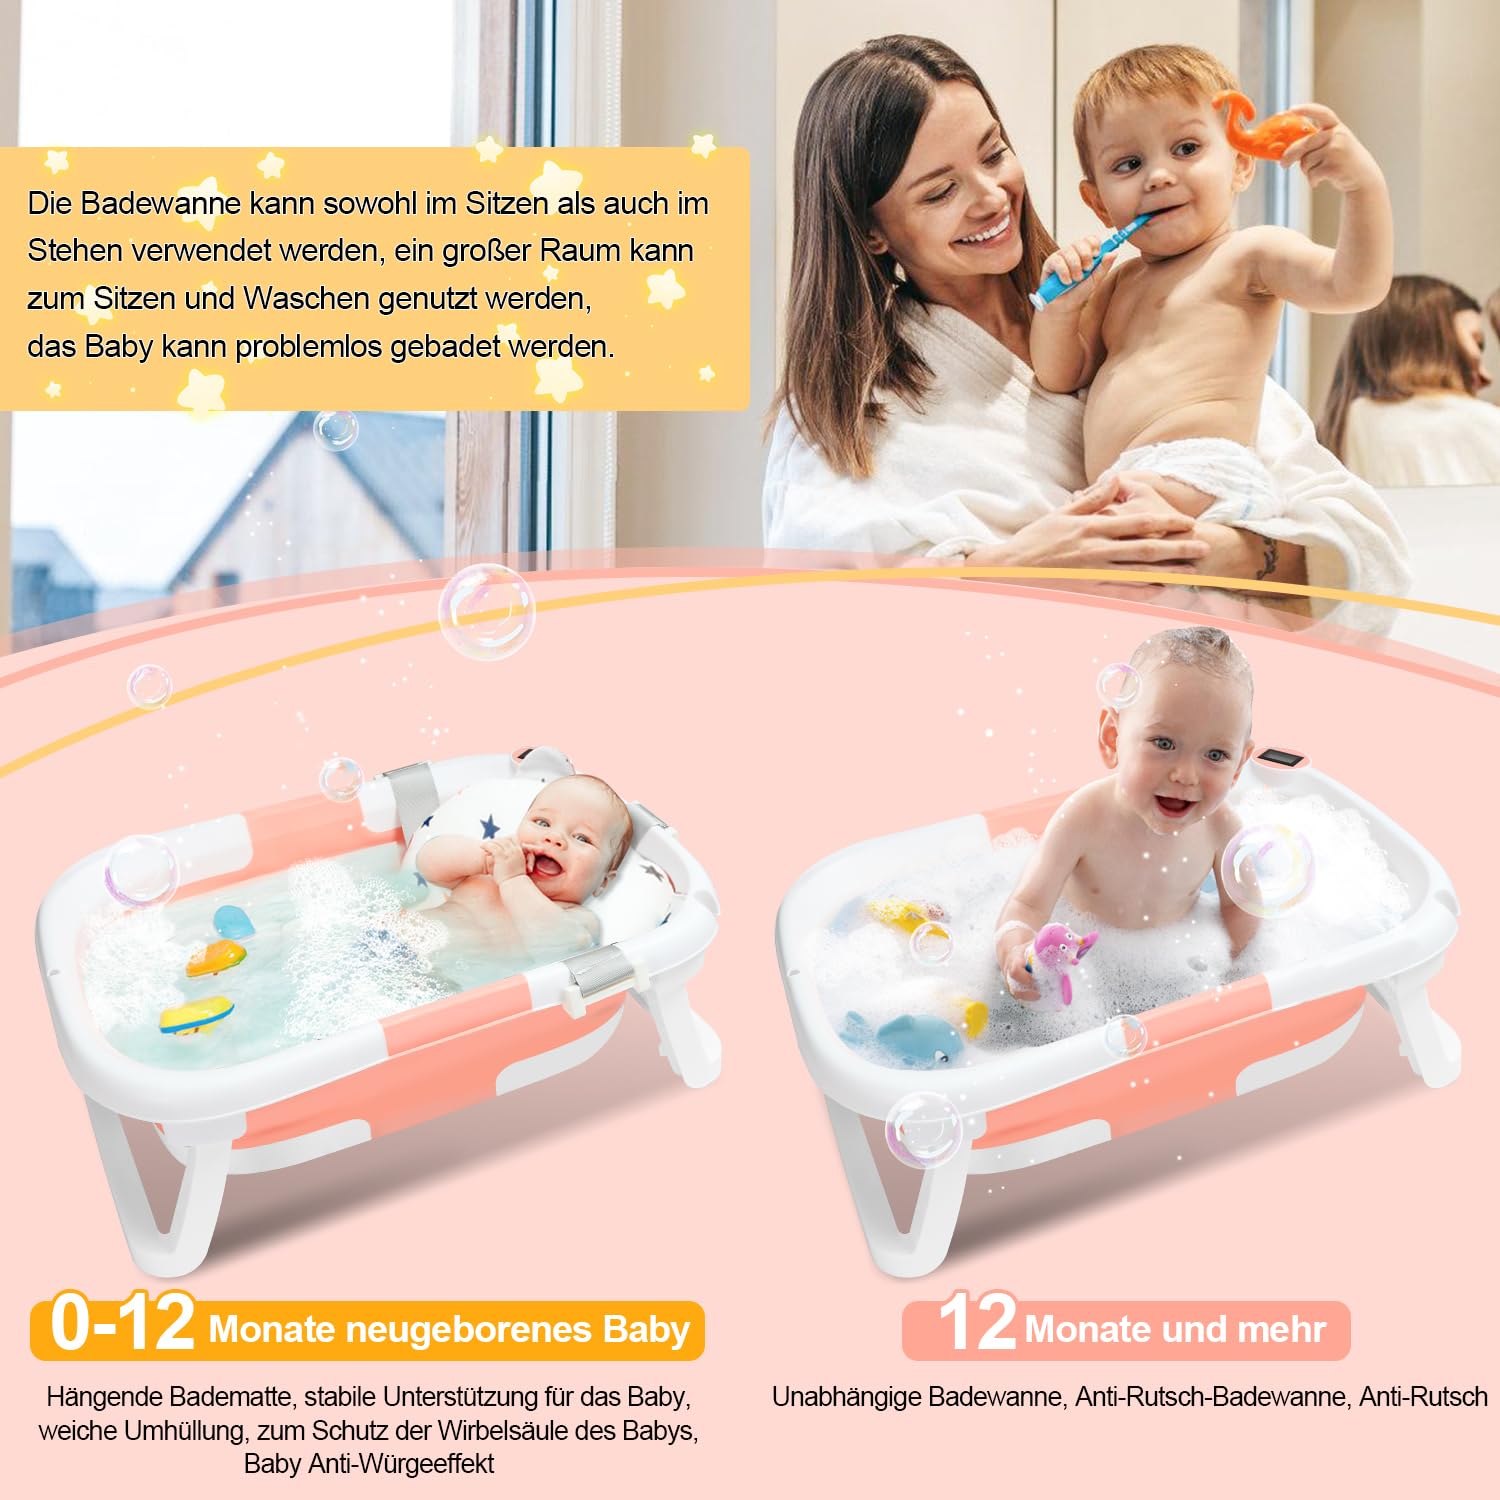 Die Badewanne kann sowohl im Sitzen als auch im
Stehen verwendet werden, ein großer Raum kann
zum Sitzen und Waschen genutzt werden,
das Baby kann problemlos gebadet werden.
0-12 Monate neugeborenes Baby
Hängende Badematte, stabile Unterstützung für das Baby,
weiche Umhüllung, zum Schutz der Wirbelsäule des Babys,
Baby Anti-Würgeeffekt
12 Monate und mehr
Unabhängige Badewanne, Anti-Rutsch-Badewanne, Anti-Rutsch